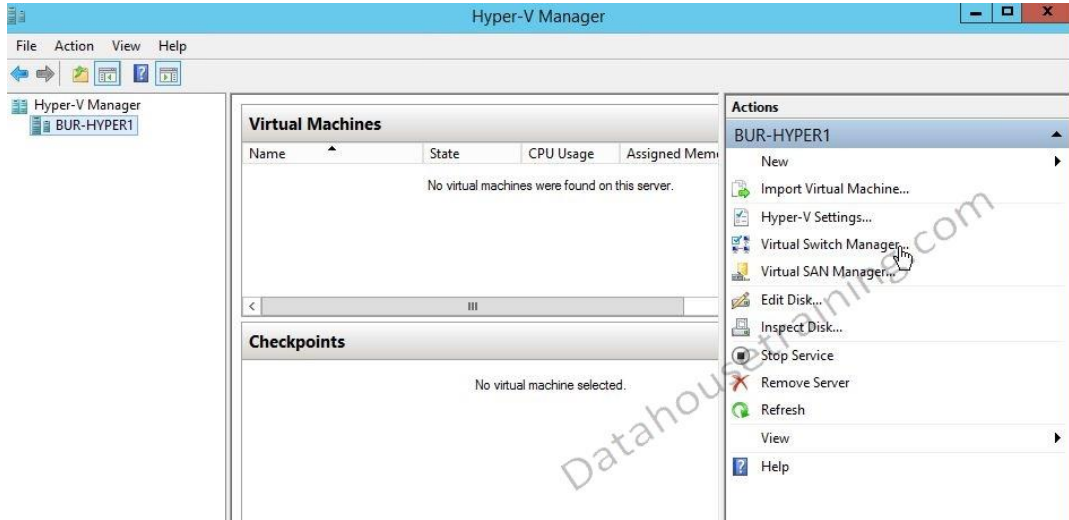 Hyper-V Manager
File Action View Help
Hyper-V Manager
BUR-HYPER1
Virtual Machines
Name State CPU Usage Assigned Mem
No virtual machines were found on this server.
Checkpoints
No virtual machine selected.
Actions
BUR-HYPER1
New
Import Virtual Machine...
Hyper-V Settings...
Virtual Switch Manager...
Virtual SAN Manager...
Edit Disk...
Inspect Disk...
Stop Service
Remove Server
Refresh
View
Help
Datahousetraining.com